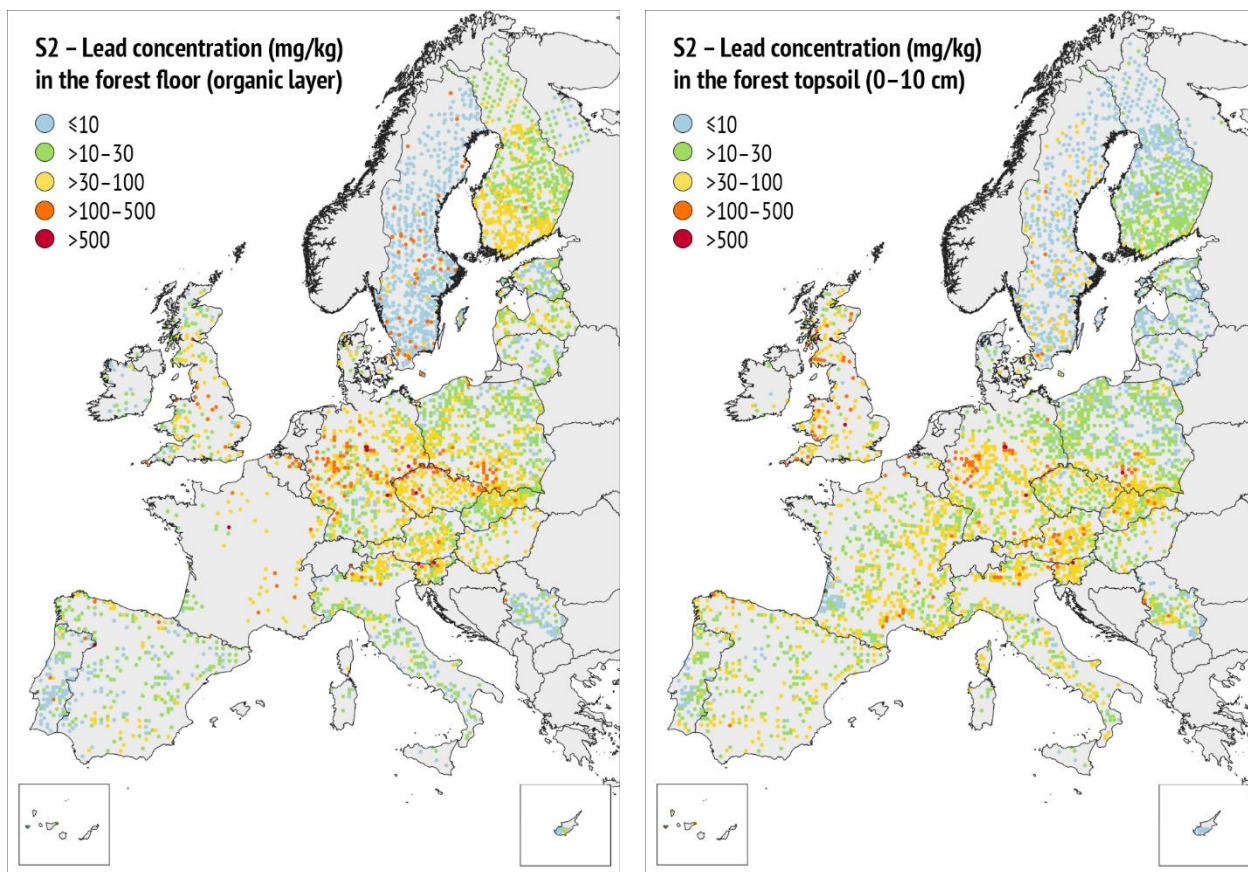 S2 – Lead concentration (mg/kg)
in the forest floor (organic layer)
⩽10
>10–30
>30–100
>100–500
>500
S2 – Lead concentration (mg/kg)
in the forest topsoil (0–10 cm)
⩽10
>10–30
>30–100
>100–500
>500